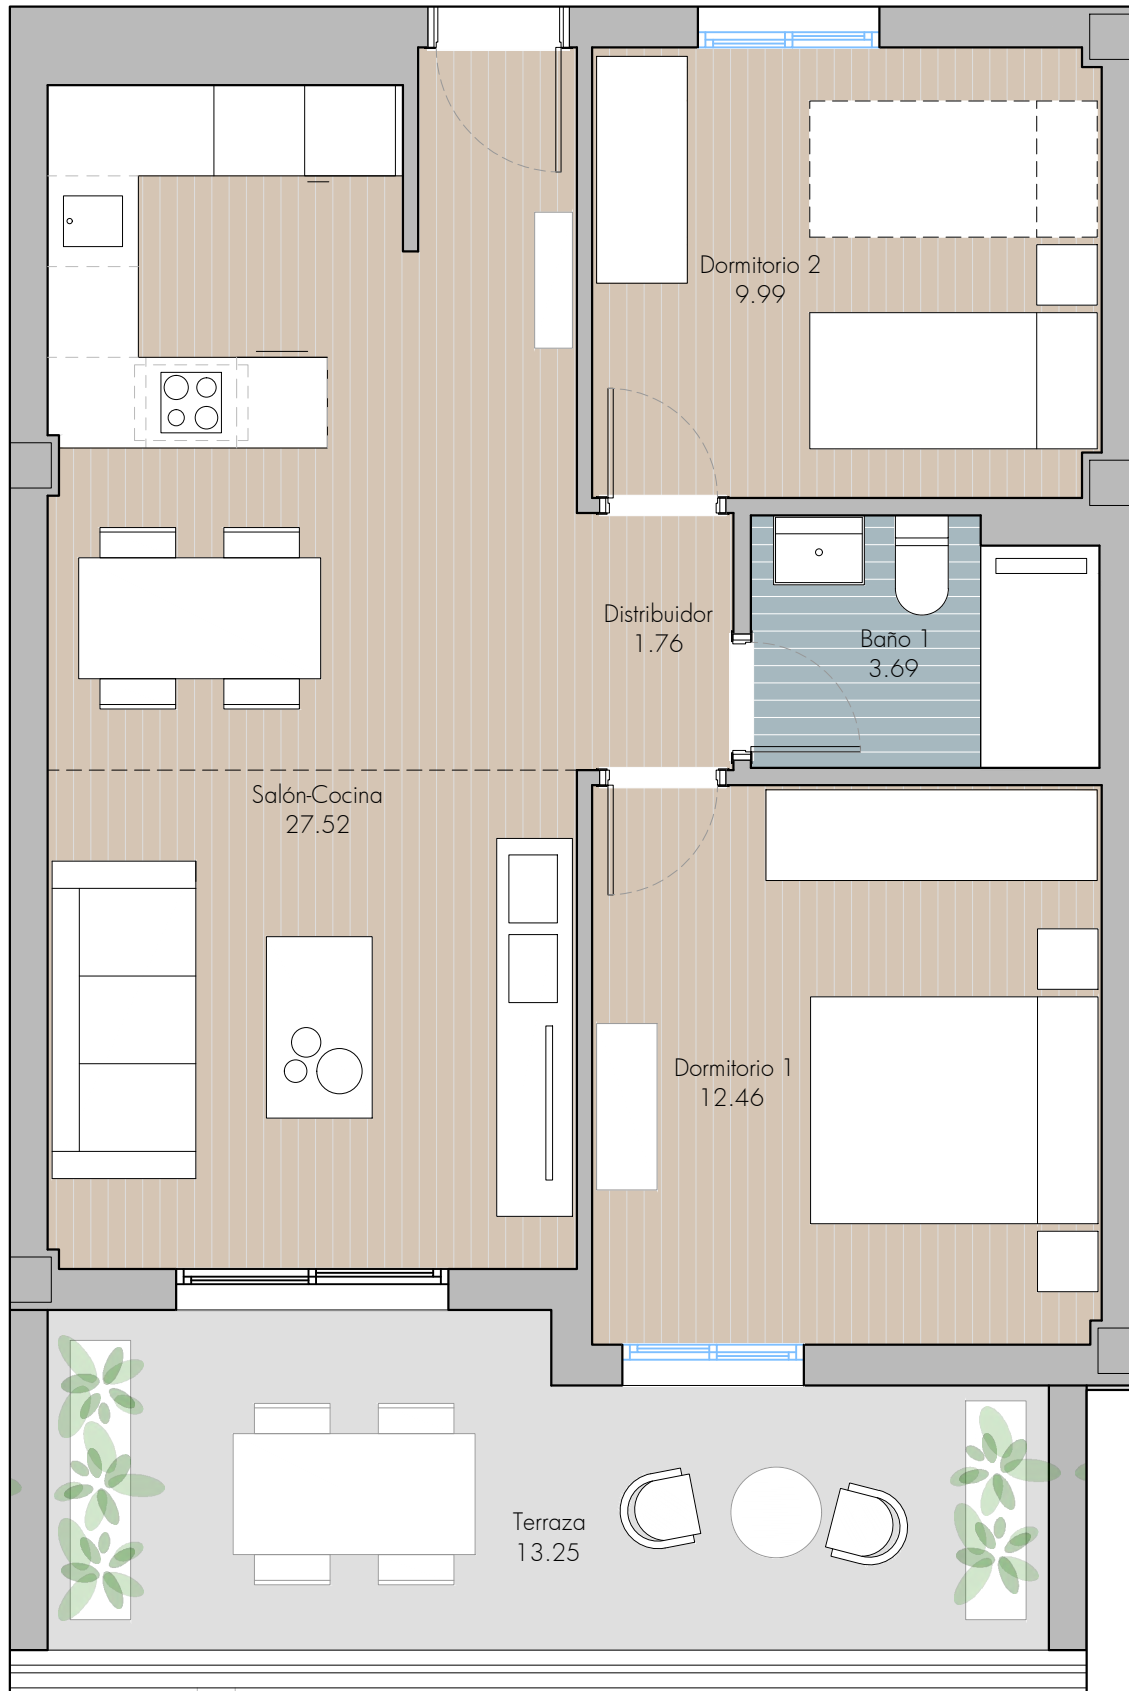 Dormitorio 2
9.99
Distribuidor
1.76
Baño 1
3.69
Salón-Cocina
27.52
Dormitorio 1
12.46
Terraza
13.25